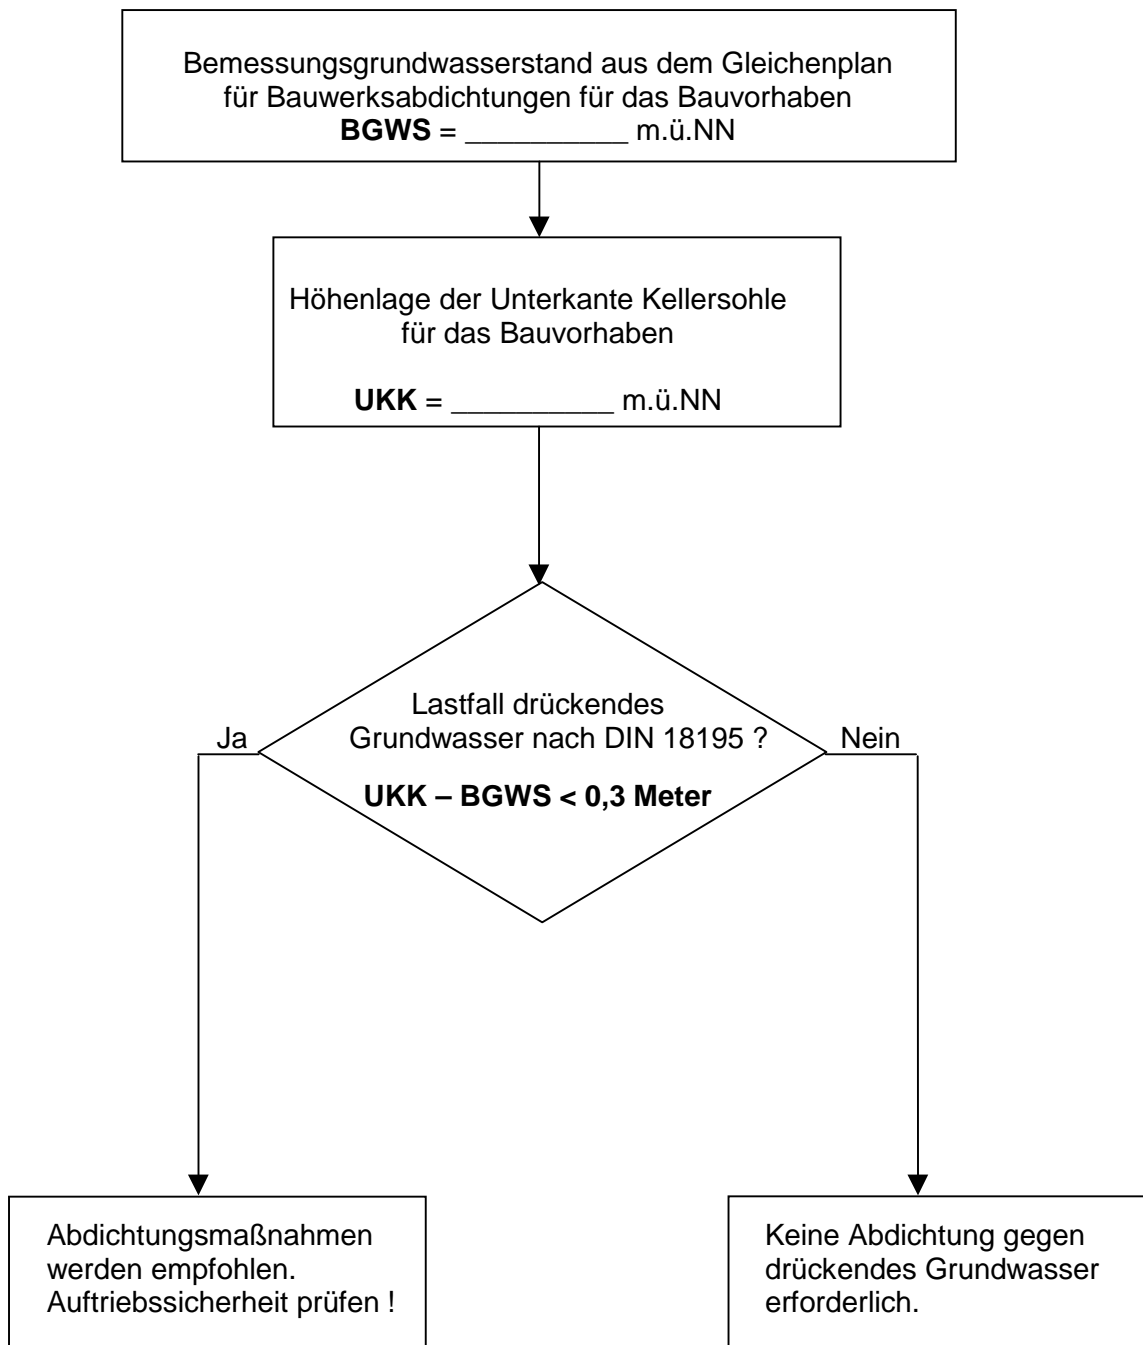 Bemessungsgrundwasserstand aus dem Gleichenplan
für Bauwerksabdichtungen für das Bauvorhaben
BGWS = __________ m.ü.NN
Höhenlage der Unterkante Kellersohle
für das Bauvorhaben
UKK = __________ m.ü.NN
Lastfall drückendes
Grundwasser nach DIN 18195 ?
UKK – BGWS < 0,3 Meter
Ja
Nein
Abdichtungsmaßnahmen
werden empfohlen.
Auftriebssicherheit prüfen !
Keine Abdichtung gegen
drückendes Grundwasser
erforderlich.